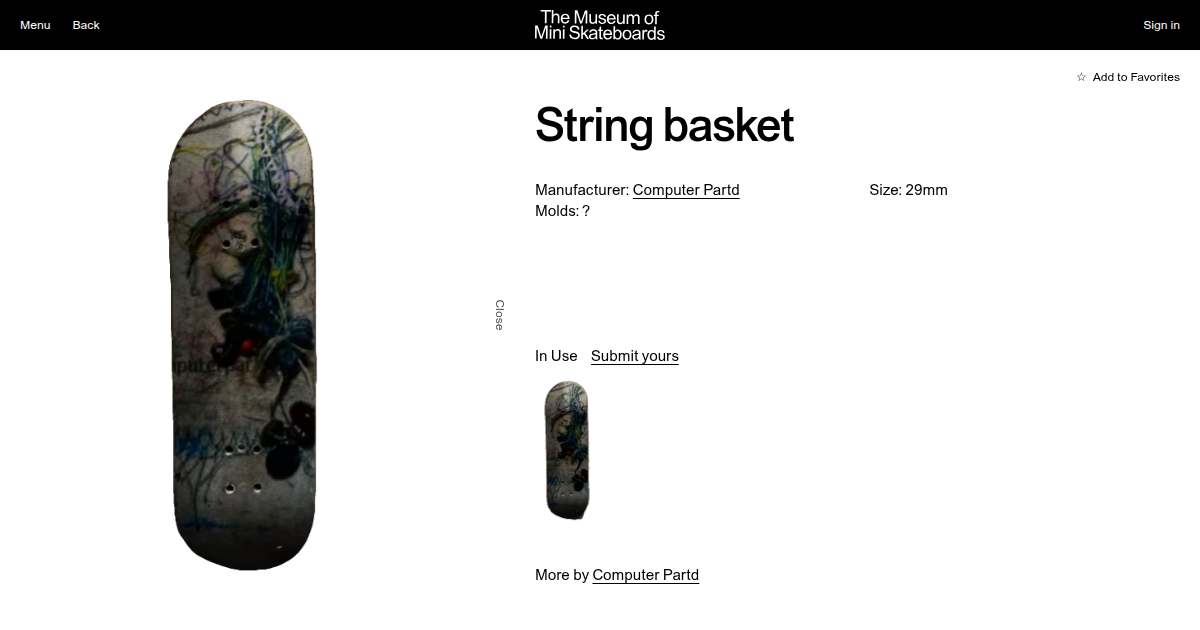 Menu
Back
The Museum of
Mini Skateboards
Sign in
☆ Add to Favorites
String basket
Manufacturer: Computer Partd
Size: 29mm
Molds: ?
Close
In Use
Submit yours
More by Computer Partd